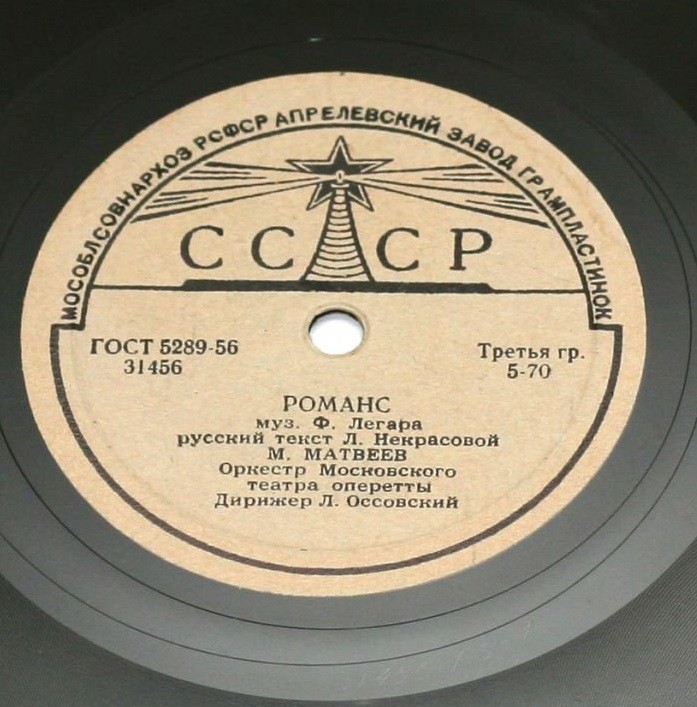 МОСОБЛСОВНАРХОЗ РСФСР АПРЕЛЕВСКИЙ ЗАВОД ГРАМПЛАСТИНОК
СССР
ГОСТ 5289-56
31456
Третья гр.
5-70
РОМАНС
муз. Ф. Легара
русский текст Л. Некрасовой
М. МАТВЕЕВ
Оркестр Московского
театра оперетты
Дирижер Л. Оссовский